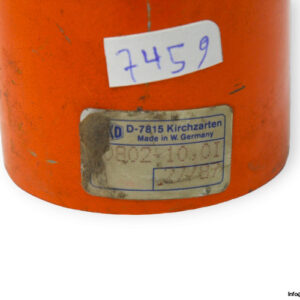 7459
D-7815 Kirchzarten
Made in W. Germany
0802-10.01